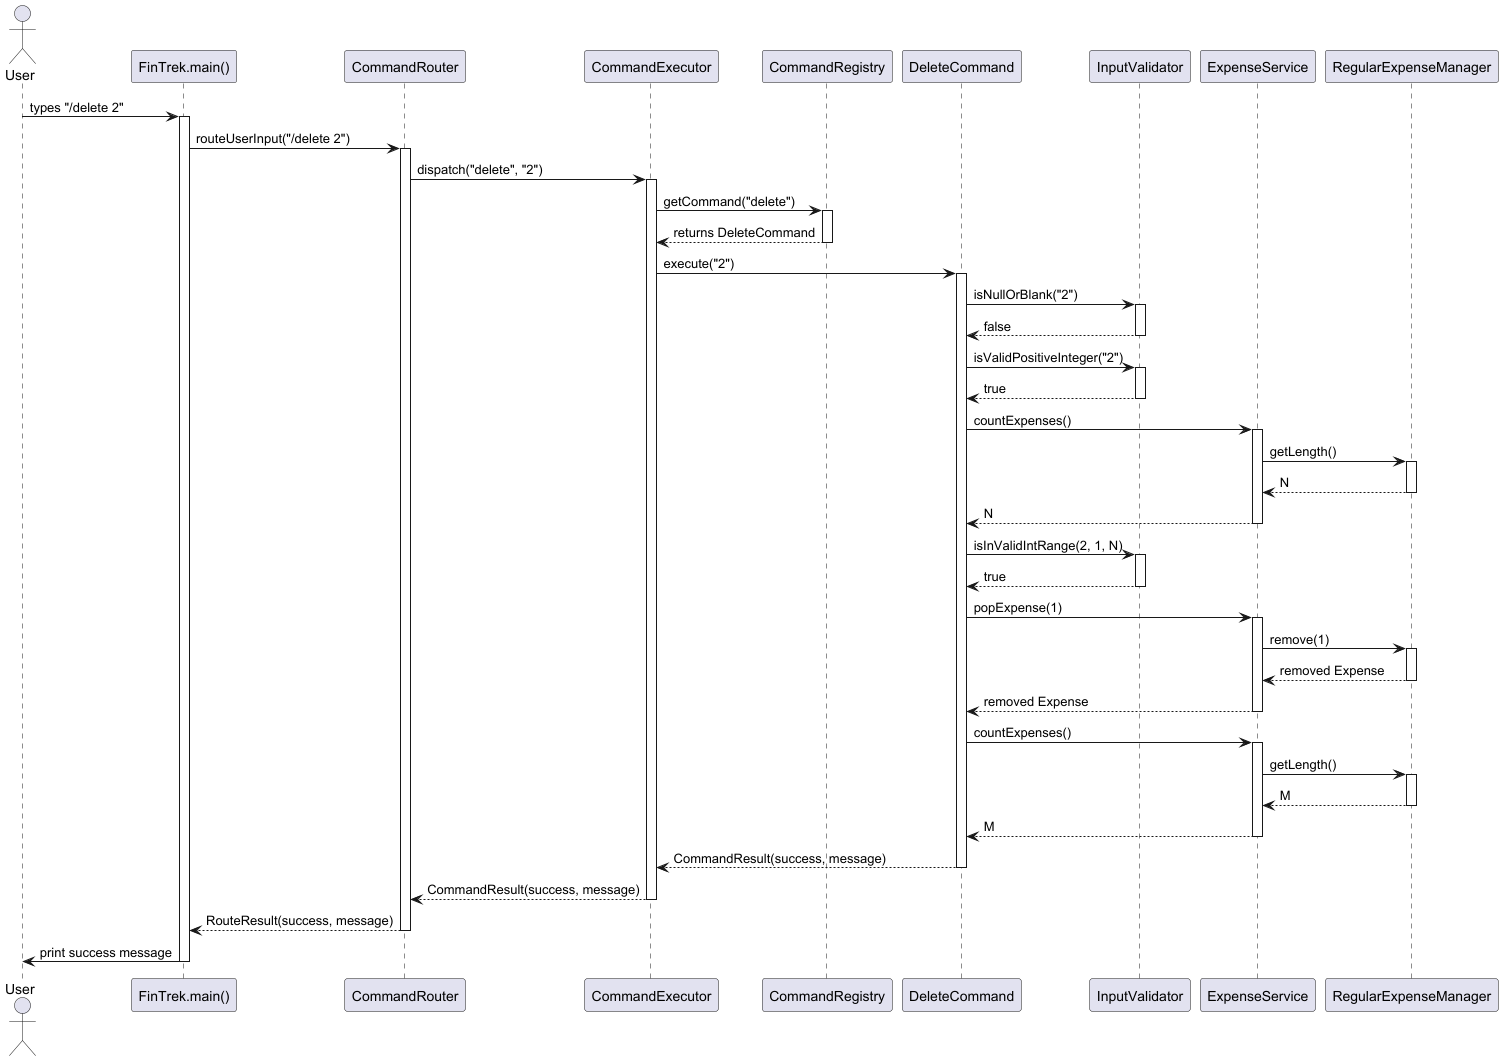 User
FinTrek.main()
CommandRouter
CommandExecutor
CommandRegistry
DeleteCommand
InputValidator
ExpenseService
RegularExpenseManager
types "/delete 2"
routeUserInput("/delete 2")
dispatch("delete", "2")
getCommand("delete")
returns DeleteCommand
execute("2")
isNullOrBlank("2")
false
isValidPositiveInteger("2")
true
countExpenses()
getLength()
N
N
isInValidIntRange(2, 1, N)
true
popExpense(1)
remove(1)
removed Expense
removed Expense
countExpenses()
getLength()
M
M
CommandResult(success, message)
CommandResult(success, message)
RouteResult(success, message)
print success message
User
FinTrek.main()
CommandRouter
CommandExecutor
CommandRegistry
DeleteCommand
InputValidator
ExpenseService
RegularExpenseManager